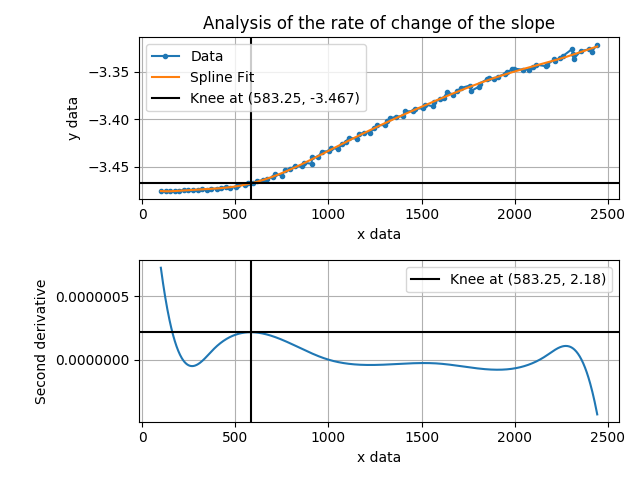 Analysis of the rate of change of the slope
Data
Spline Fit
Knee at (583.25, -3.467)
y data
−3.35
−3.40
−3.45
0
500
1000
1500
2000
2500
x data
Knee at (583.25, 2.18)
Second derivative
0.0000005
0.0000000
0
500
1000
1500
2000
2500
x data